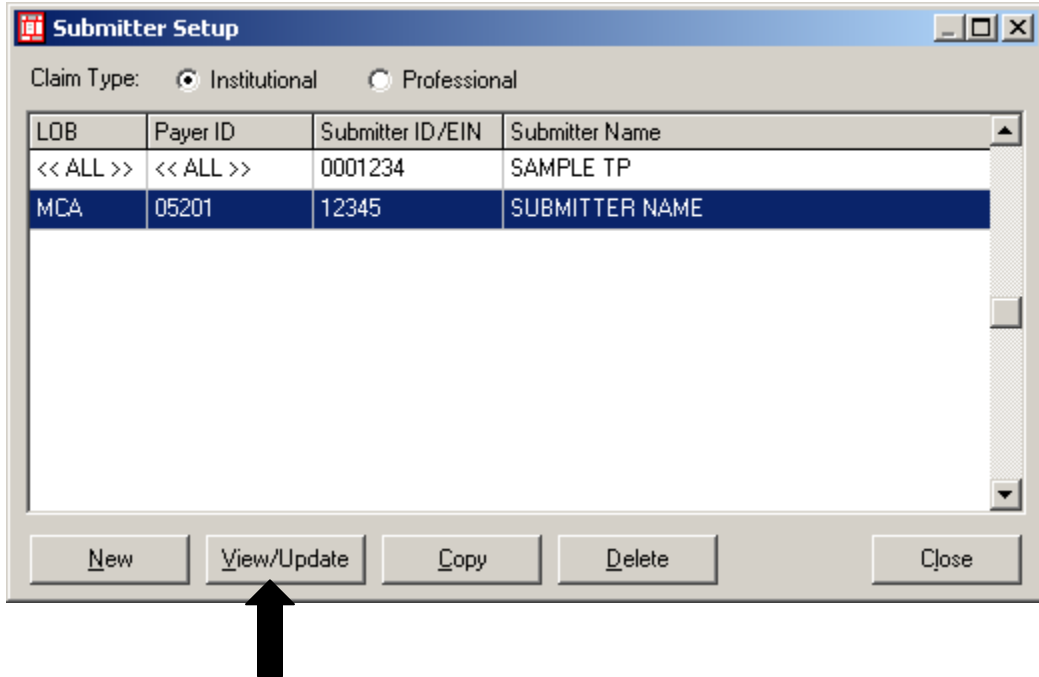 Submitter Setup
Claim Type: Institutional Professional
LOB Payer ID Submitter ID/EIN Submitter Name
<< ALL >> << ALL >> 0001234 SAMPLE TP
MCA 05201 12345 SUBMITTER NAME
New View/Update Copy Delete Close